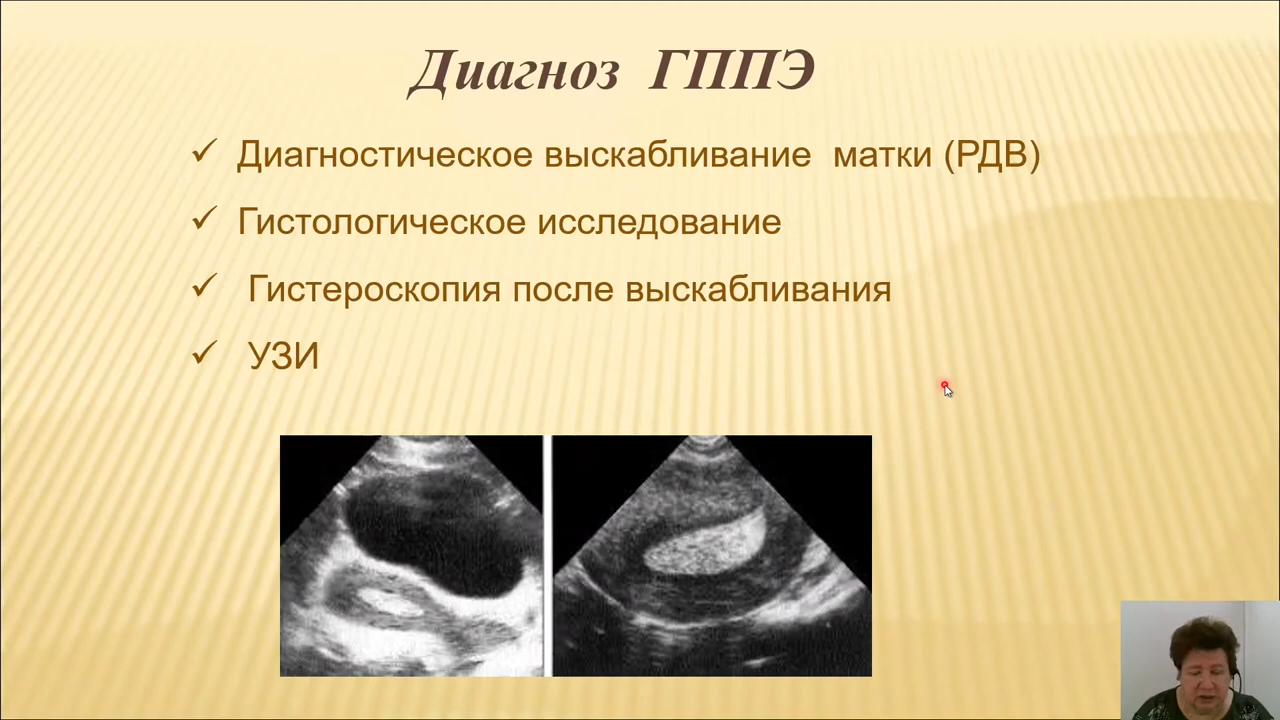 Диагноз ГППЭ
✓ Диагностическое выскабливание матки (РДВ)
✓ Гистологическое исследование
✓ Гистероскопия после выскабливания
✓ УЗИ